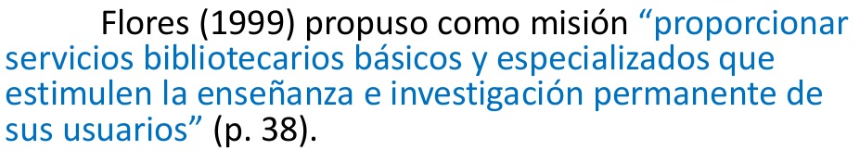 Flores (1999) propuso como misión “proporcionar
servicios bibliotecarios básicos y especializados que
estimulen la enseñanza e investigación permanente de
sus usuarios” (p. 38).